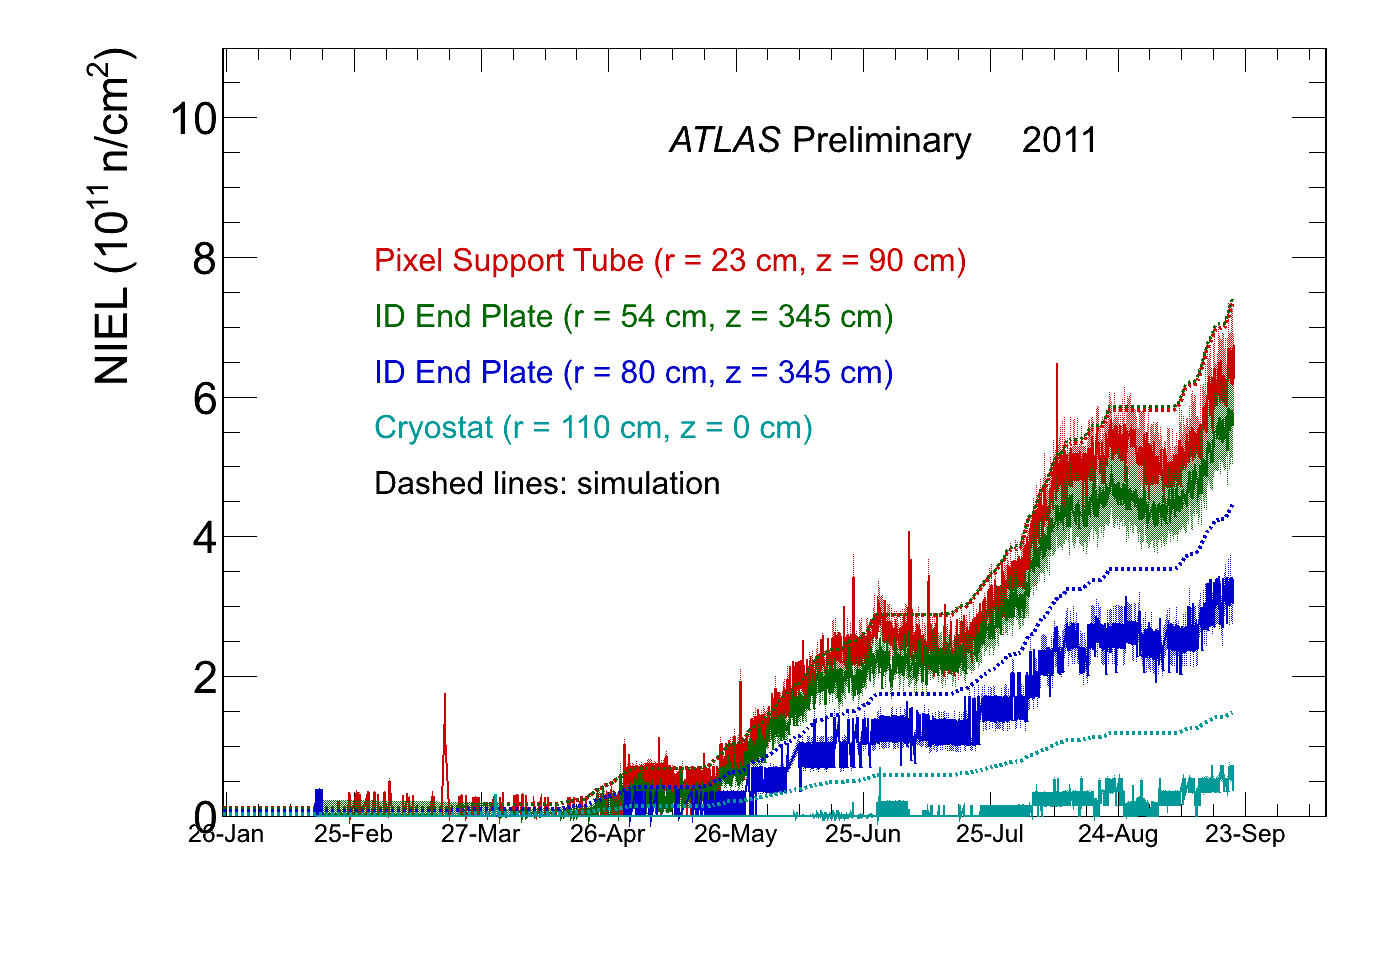 NIEL (10^11 n/cm^2)
10
8
6
4
2
0
ATLAS Preliminary 2011
Pixel Support Tube (r = 23 cm, z = 90 cm)
ID End Plate (r = 54 cm, z = 345 cm)
ID End Plate (r = 80 cm, z = 345 cm)
Cryostat (r = 110 cm, z = 0 cm)
Dashed lines: simulation
26-Jan 25-Feb 27-Mar 26-Apr 26-May 25-Jun 25-Jul 24-Aug 23-Sep